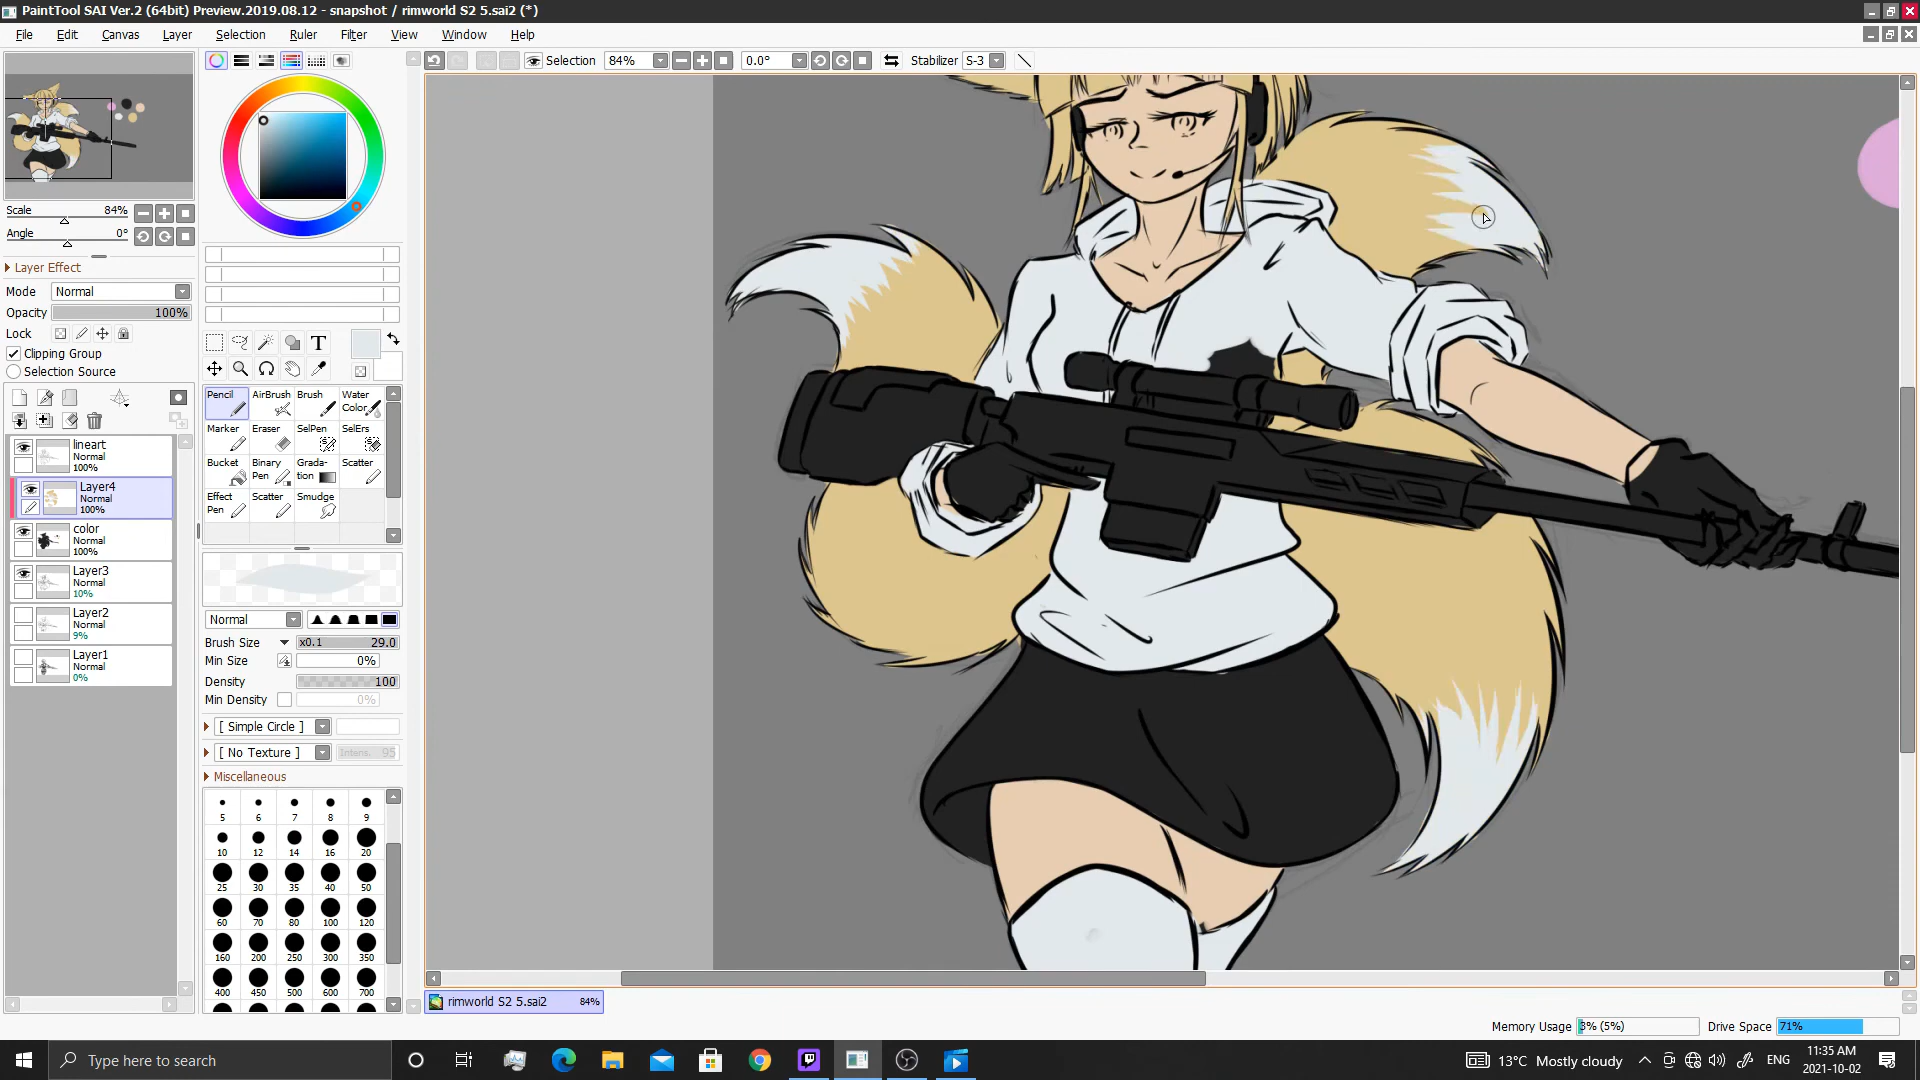 PaintTool SAI Ver.2 (64bit) Preview.2019.08.12 - snapshot / rimworld S2 5.sai2 (*)
File Edit Canvas Layer Selection Ruler Filter View Window Help
Selection 84% 0.0° Stabilizer S-3
Scale 84%
Angle 0°
Layer Effect
Mode Normal
Opacity 100%
Lock
Clipping Group
Selection Source
lineart
Normal
100%
Layer4
Normal
100%
color
Normal
100%
Layer3
Normal
10%
Layer2
Normal
9%
Layer1
Normal
0%
T
Pencil AirBrush Brush Water Color
Marker Eraser SelPen SelErs
Bucket Binary Pen Grada-tion Scatter
Effect Pen Scatter Smudge
Normal
Brush Size x0.1 29.0
Min Size 0%
Density 100
Min Density 0%
[ Simple Circle ]
[ No Texture ] Intens. 95
Miscellaneous
5 6 7 8 9
10 12 14 16 20
25 30 35 40 50
60 70 80 100 120
160 200 250 300 350
400 450 500 600 700
rimworld S2 5.sai2 84%
Memory Usage 3% (5%) Drive Space 71%
Type here to search
13°C Mostly cloudy ENG 11:35 AM
2021-10-02